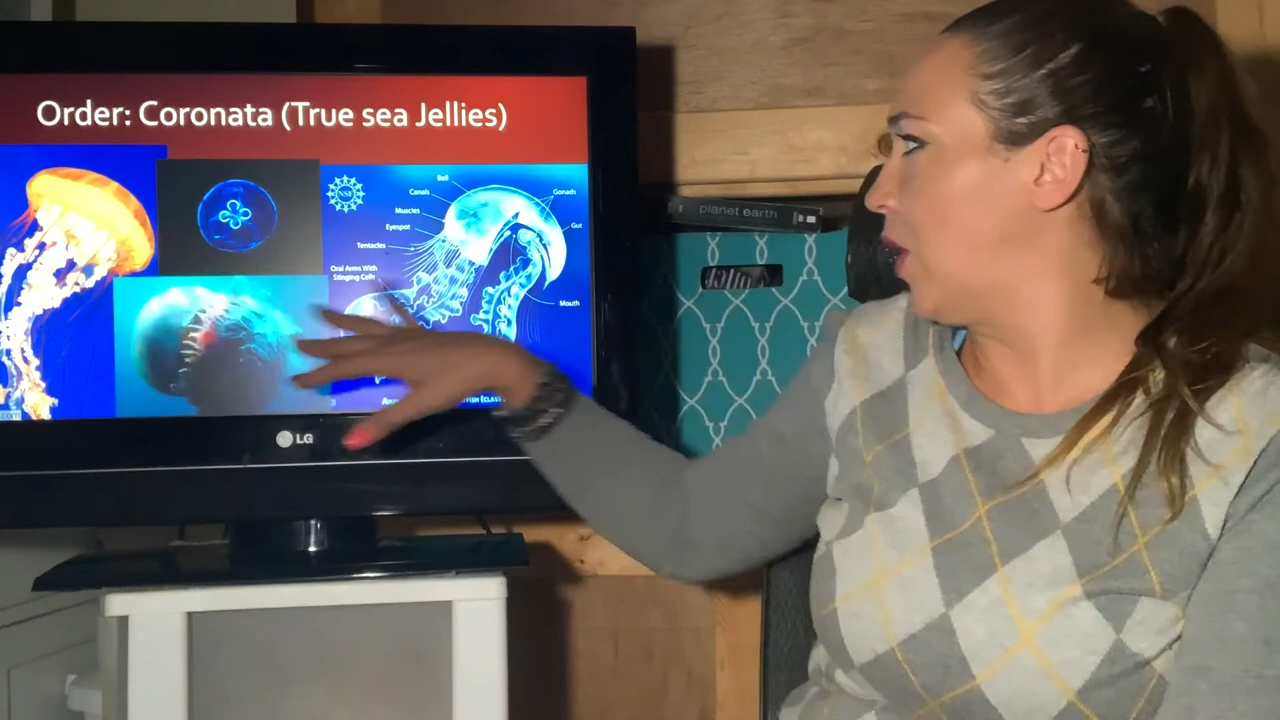 Order: Coronata (True sea Jellies)
NSF
Bell
Canals
Gonads
Muscles
Eyespot
Gut
Tentacles
Oral Arms With
Stinging Cells
Mouth
.com
LG
planet earth